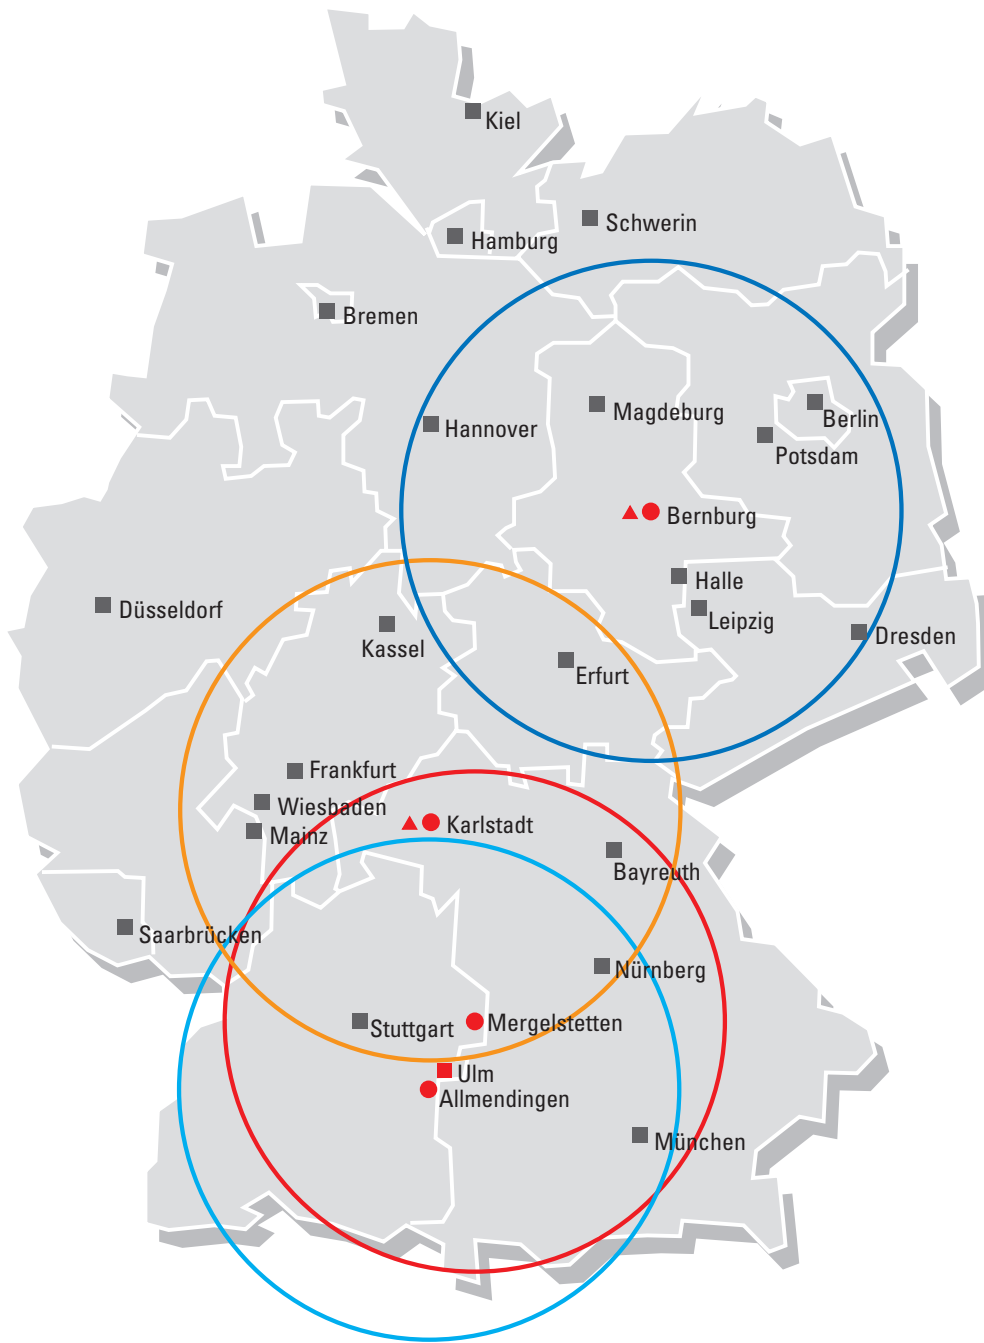 Kiel
Schwerin
Hamburg
Bremen
Magdeburg
Berlin
Hannover
Potsdam
Bernburg
Halle
Düsseldorf
Leipzig
Kassel
Dresden
Erfurt
Frankfurt
Wiesbaden
Karlstadt
Mainz
Bayreuth
Saarbrücken
Nürnberg
Stuttgart
Mergelstetten
Ulm
Allmendingen
München